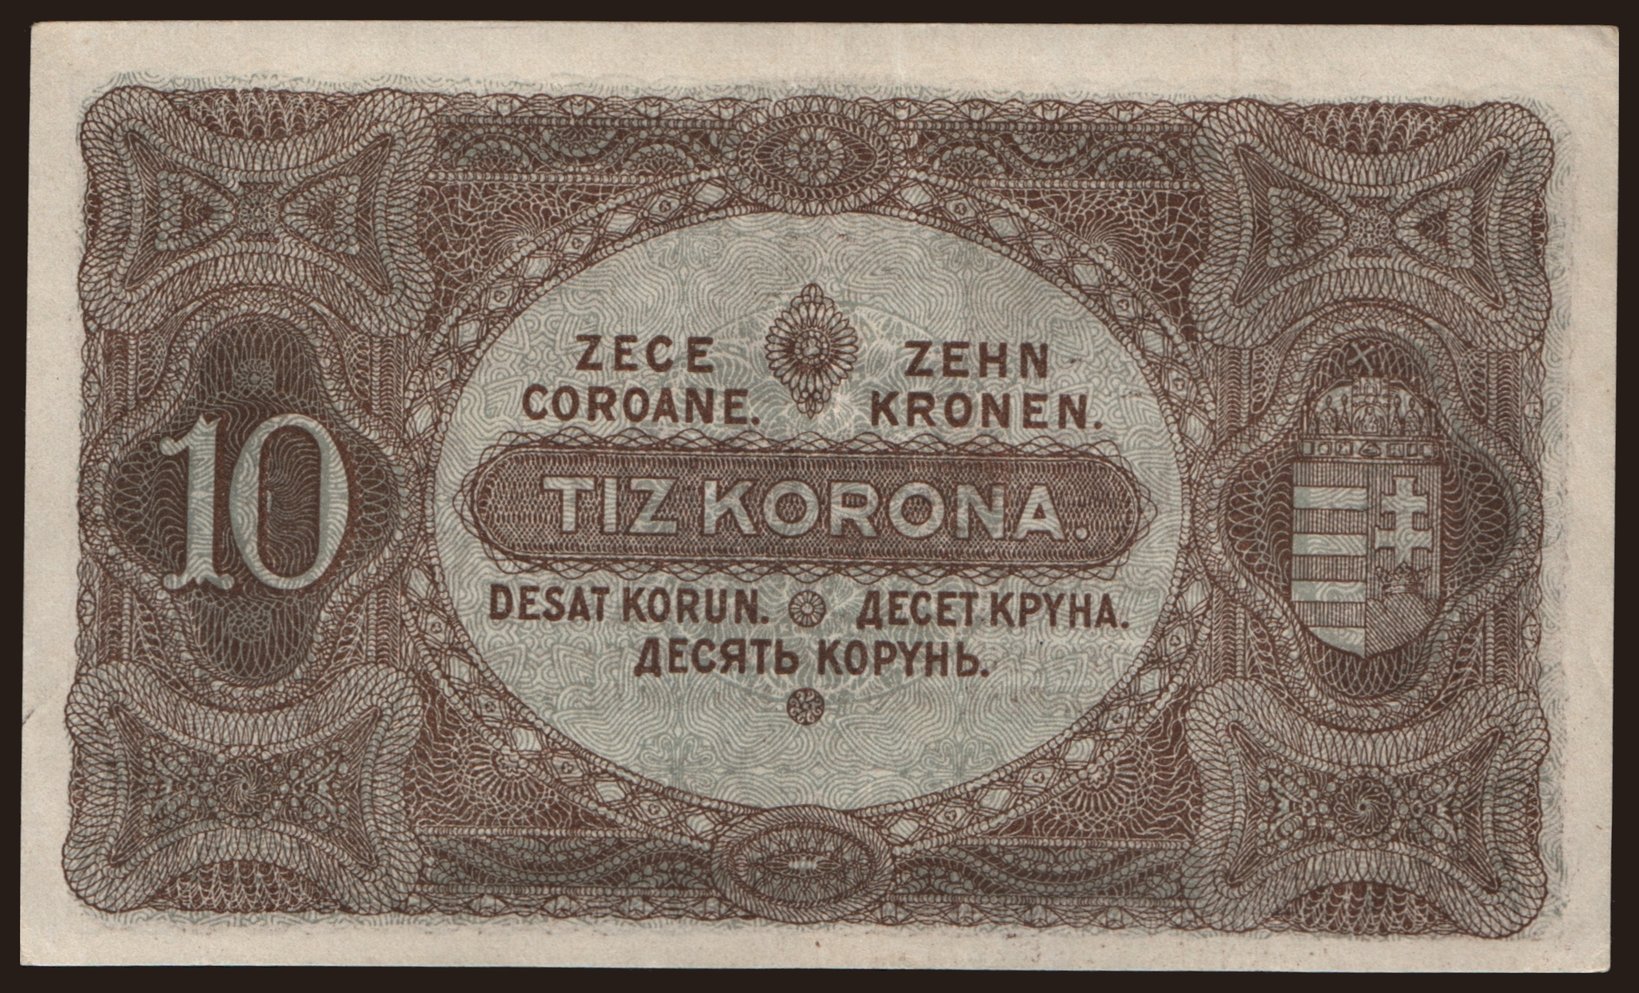 ZECE
COROANE.
ZEHN
KRONEN.
10
TIZ KORONA.
DESAT KORUN.
ДЕСЕТ КРУНА.
ДЕСЯТЬ КОРУНЬ.